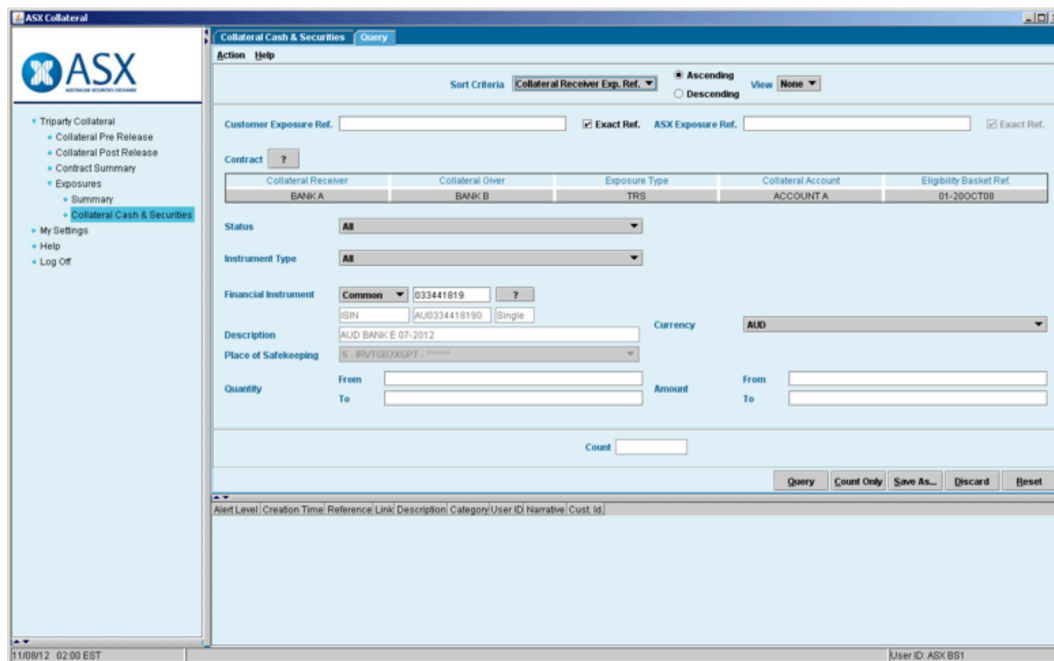 ASX Collateral
ASX
AUSTRALIAN SECURITIES EXCHANGE
Triparty Collateral
Collateral Pre Release
Collateral Post Release
Contract Summary
Exposures
Summary
Collateral Cash & Securities
My Settings
Help
Log Off
Collateral Cash & Securities Query
Action Help
Sort Criteria Collateral Receiver Exp. Ref. Ascending Descending View None
Customer Exposure Ref. Exact Ref. ASX Exposure Ref. Exact Ref.
Contract ?
Collateral Receiver Collateral Giver Exposure Type Collateral Account Eligibility Basket Ref.
BANK A BANK B TRS ACCOUNT A 01-20OCT08
Status All
Instrument Type All
Financial Instrument Common 033441819 ?
ISIN AU0334418190 Single
Currency AUD
Description AUD BANK E 07-2012
Place of Safekeeping S - IRVTGB2XGPT - ******
Quantity From To Amount From To
Count
Query Count Only Save As... Discard Reset
Alert Level Creation Time Reference Link Description Category User ID Narrative Cust. Id.
11/08/12 02:00 EST User ID: ASX BS1